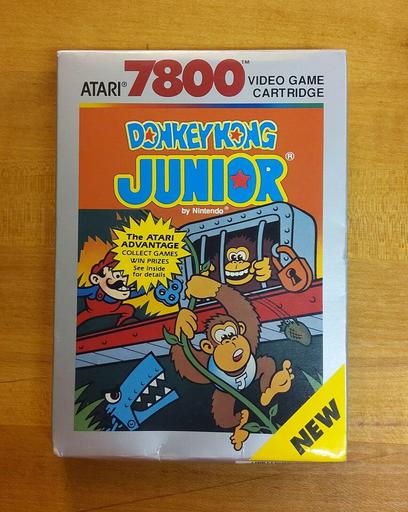 ATARI® 7800™ VIDEO GAME
CARTRIDGE
DONKEY KONG
JUNIOR®
by Nintendo®
The ATARI
ADVANTAGE
COLLECT GAMES
WIN PRIZES
See inside
for details
J
NEW